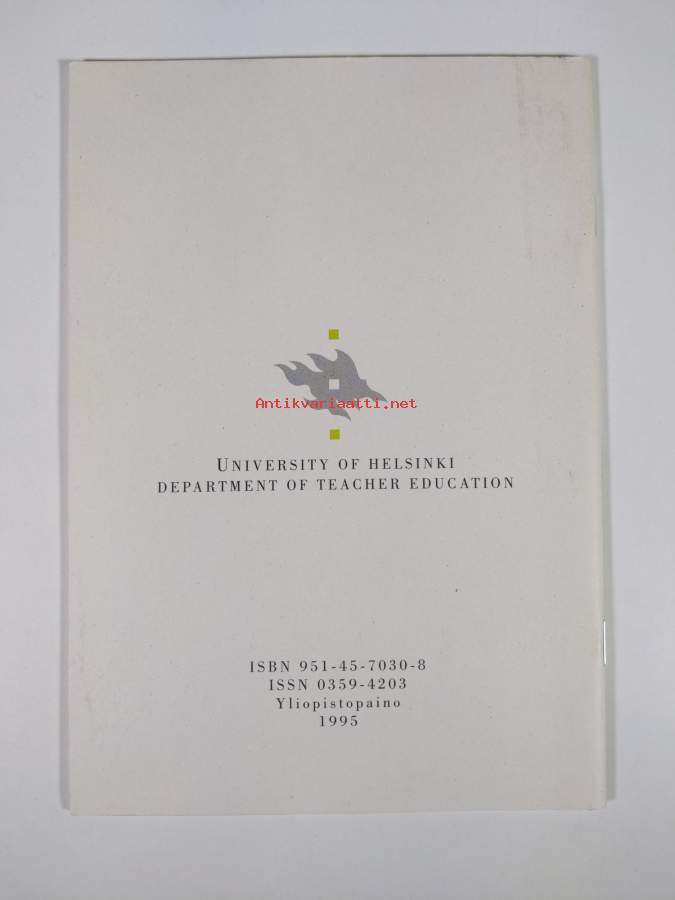 Antikvariaatti.net
UNIVERSITY OF HELSINKI
DEPARTMENT OF TEACHER EDUCATION
ISBN 951-45-7030-8
ISSN 0359-4203
Yliopistopaino
1995